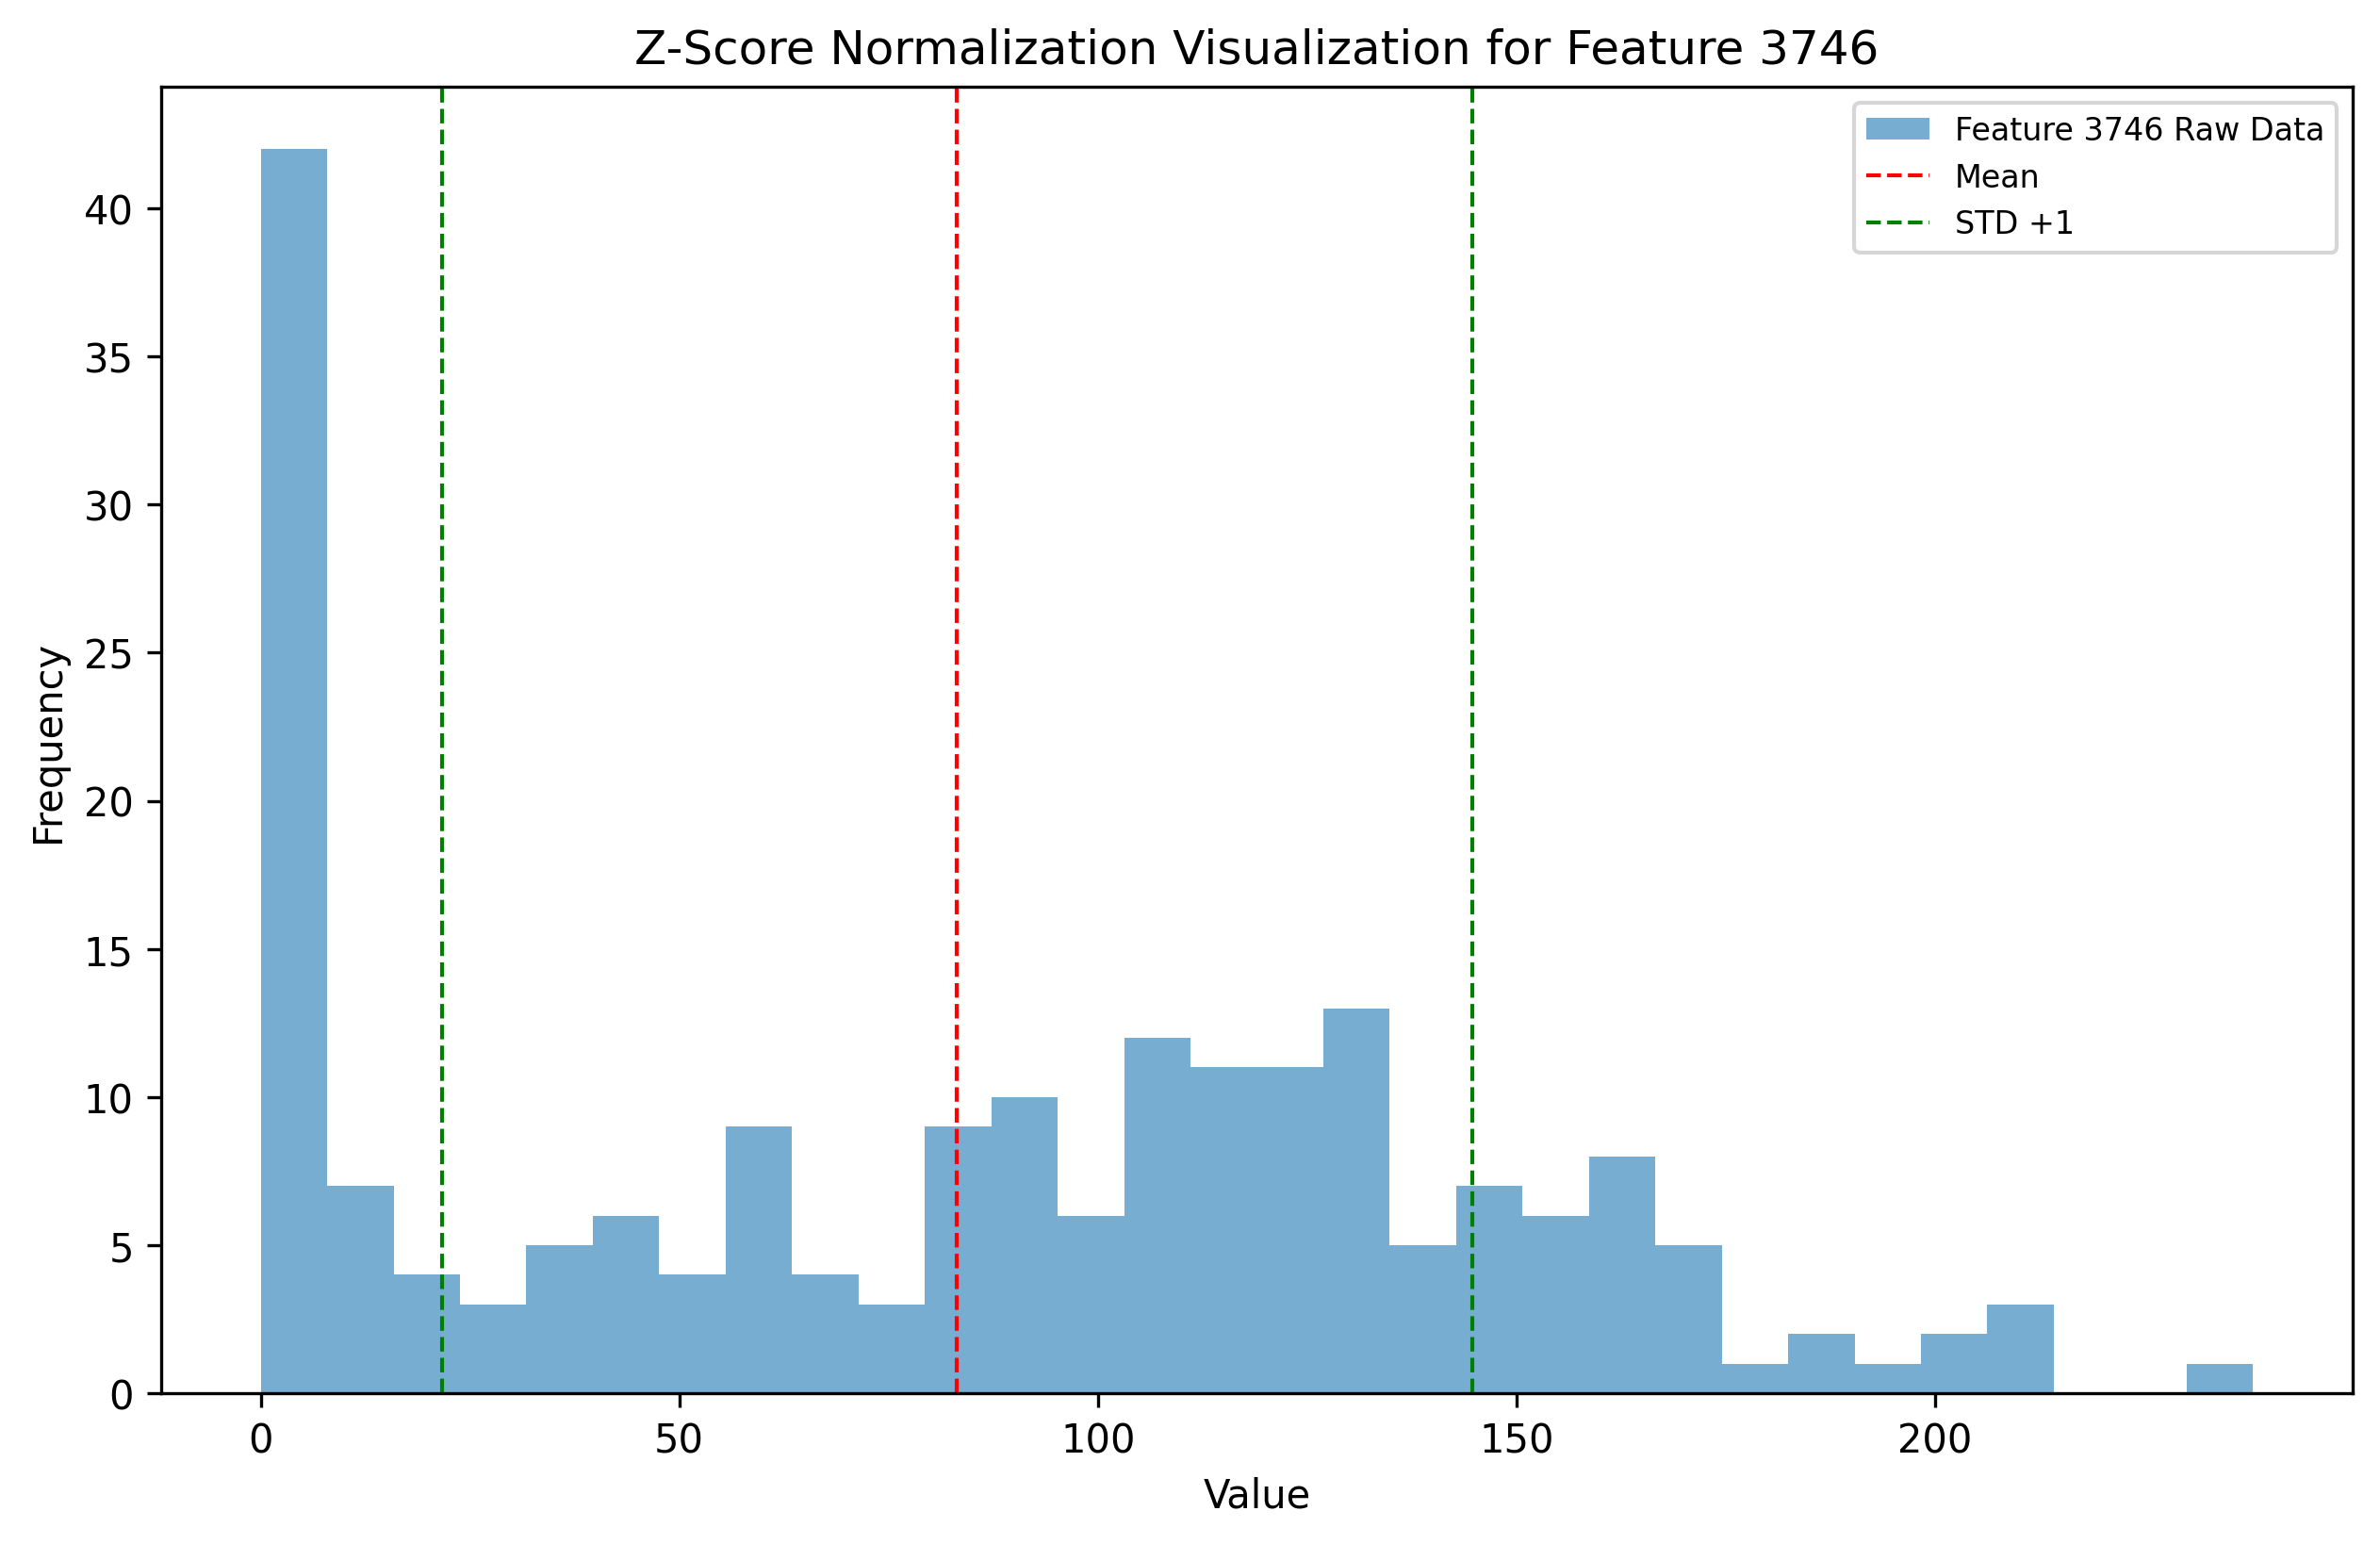 Z-Score Normalization Visualization for Feature 3746
Feature 3746 Raw Data
Mean
STD +1
Frequency
40
35
30
25
20
15
10
5
0
0 50 100 150 200
Value